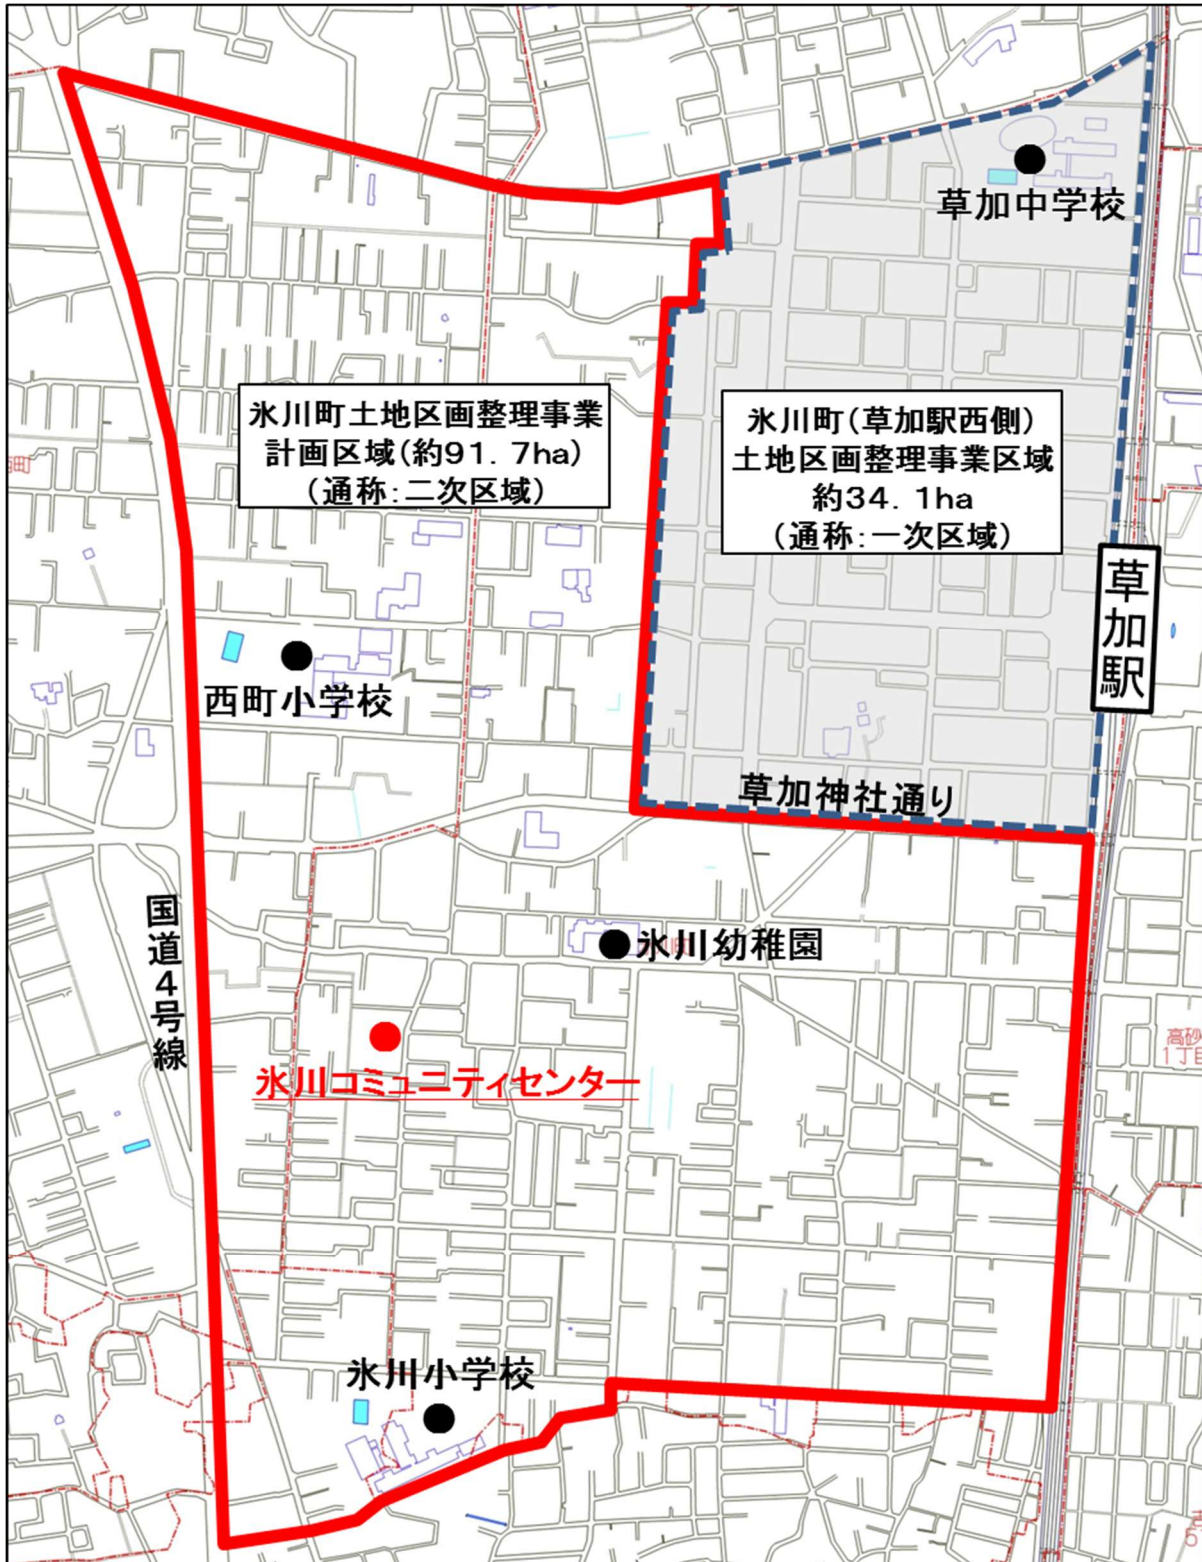 草加中学校
氷川町土地区画整理事業
計画区域(約91.7ha)
(通称:二次区域)
氷川町(草加駅西側)
土地区画整理事業区域
約34.1ha
(通称:一次区域)
草加駅
西町小学校
草加神社通り
国道4号線
氷川幼稚園
氷川コミュニティセンター
高砂
1丁目
氷川小学校